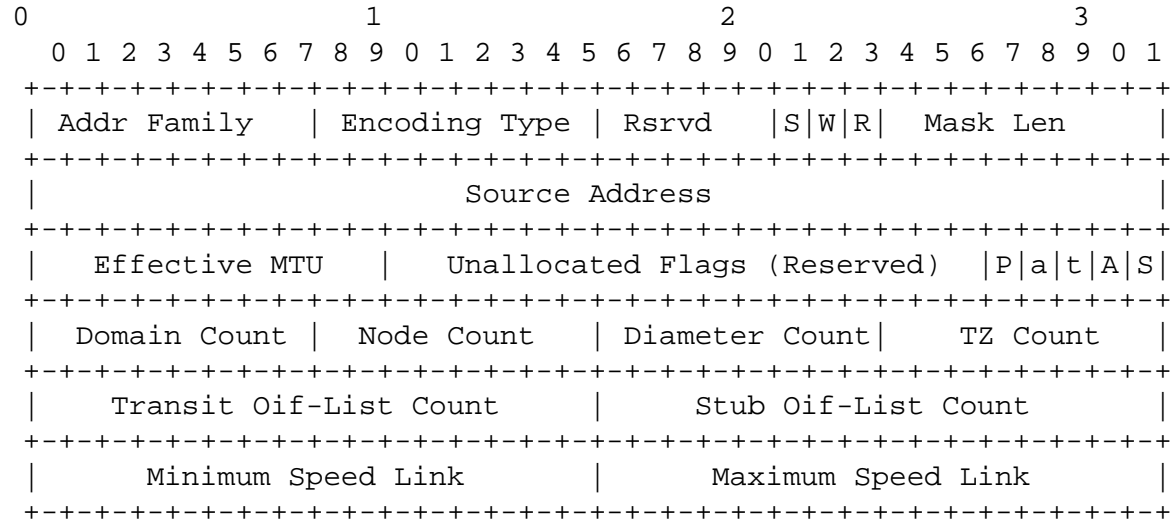 0                   1                   2                   3
  0 1 2 3 4 5 6 7 8 9 0 1 2 3 4 5 6 7 8 9 0 1 2 3 4 5 6 7 8 9 0 1
 +-+-+-+-+-+-+-+-+-+-+-+-+-+-+-+-+-+-+-+-+-+-+-+-+-+-+-+-+-+-+-+-+
 | Addr Family   | Encoding Type | Rsrvd   |S|W|R|  Mask Len     |
 +-+-+-+-+-+-+-+-+-+-+-+-+-+-+-+-+-+-+-+-+-+-+-+-+-+-+-+-+-+-+-+-+
 |                        Source Address                         |
 +-+-+-+-+-+-+-+-+-+-+-+-+-+-+-+-+-+-+-+-+-+-+-+-+-+-+-+-+-+-+-+-+
 |   Effective MTU   |   Unallocated Flags (Reserved)  |P|a|t|A|S|
 +-+-+-+-+-+-+-+-+-+-+-+-+-+-+-+-+-+-+-+-+-+-+-+-+-+-+-+-+-+-+-+-+
 |  Domain Count |  Node Count   | Diameter Count|    TZ Count   |
 +-+-+-+-+-+-+-+-+-+-+-+-+-+-+-+-+-+-+-+-+-+-+-+-+-+-+-+-+-+-+-+-+
 |    Transit Oif-List Count     |     Stub Oif-List Count       |
 +-+-+-+-+-+-+-+-+-+-+-+-+-+-+-+-+-+-+-+-+-+-+-+-+-+-+-+-+-+-+-+-+
 |      Minimum Speed Link       |      Maximum Speed Link       |
 +-+-+-+-+-+-+-+-+-+-+-+-+-+-+-+-+-+-+-+-+-+-+-+-+-+-+-+-+-+-+-+-+